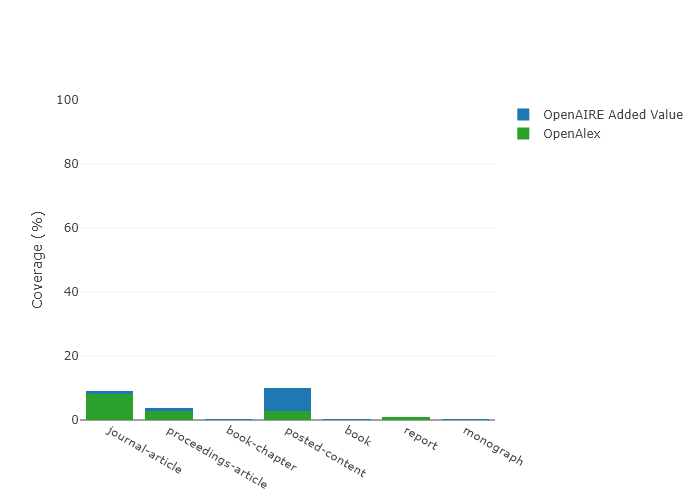 100
80
60
40
20
0
Coverage (%)
journal-article
proceedings-article
book-chapter
posted-content
book
report
monograph
OpenAIRE Added Value
OpenAlex